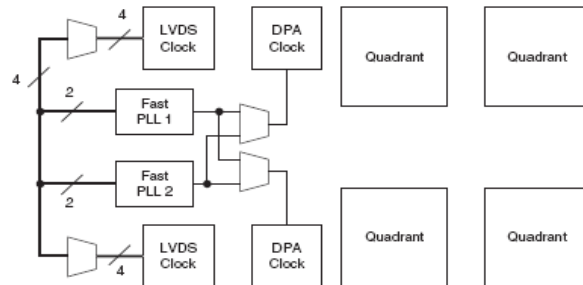 4
LVDS
Clock
DPA
Clock
Quadrant
Quadrant
4
2
Fast
PLL 1
2
Fast
PLL 2
4
LVDS
Clock
DPA
Clock
Quadrant
Quadrant